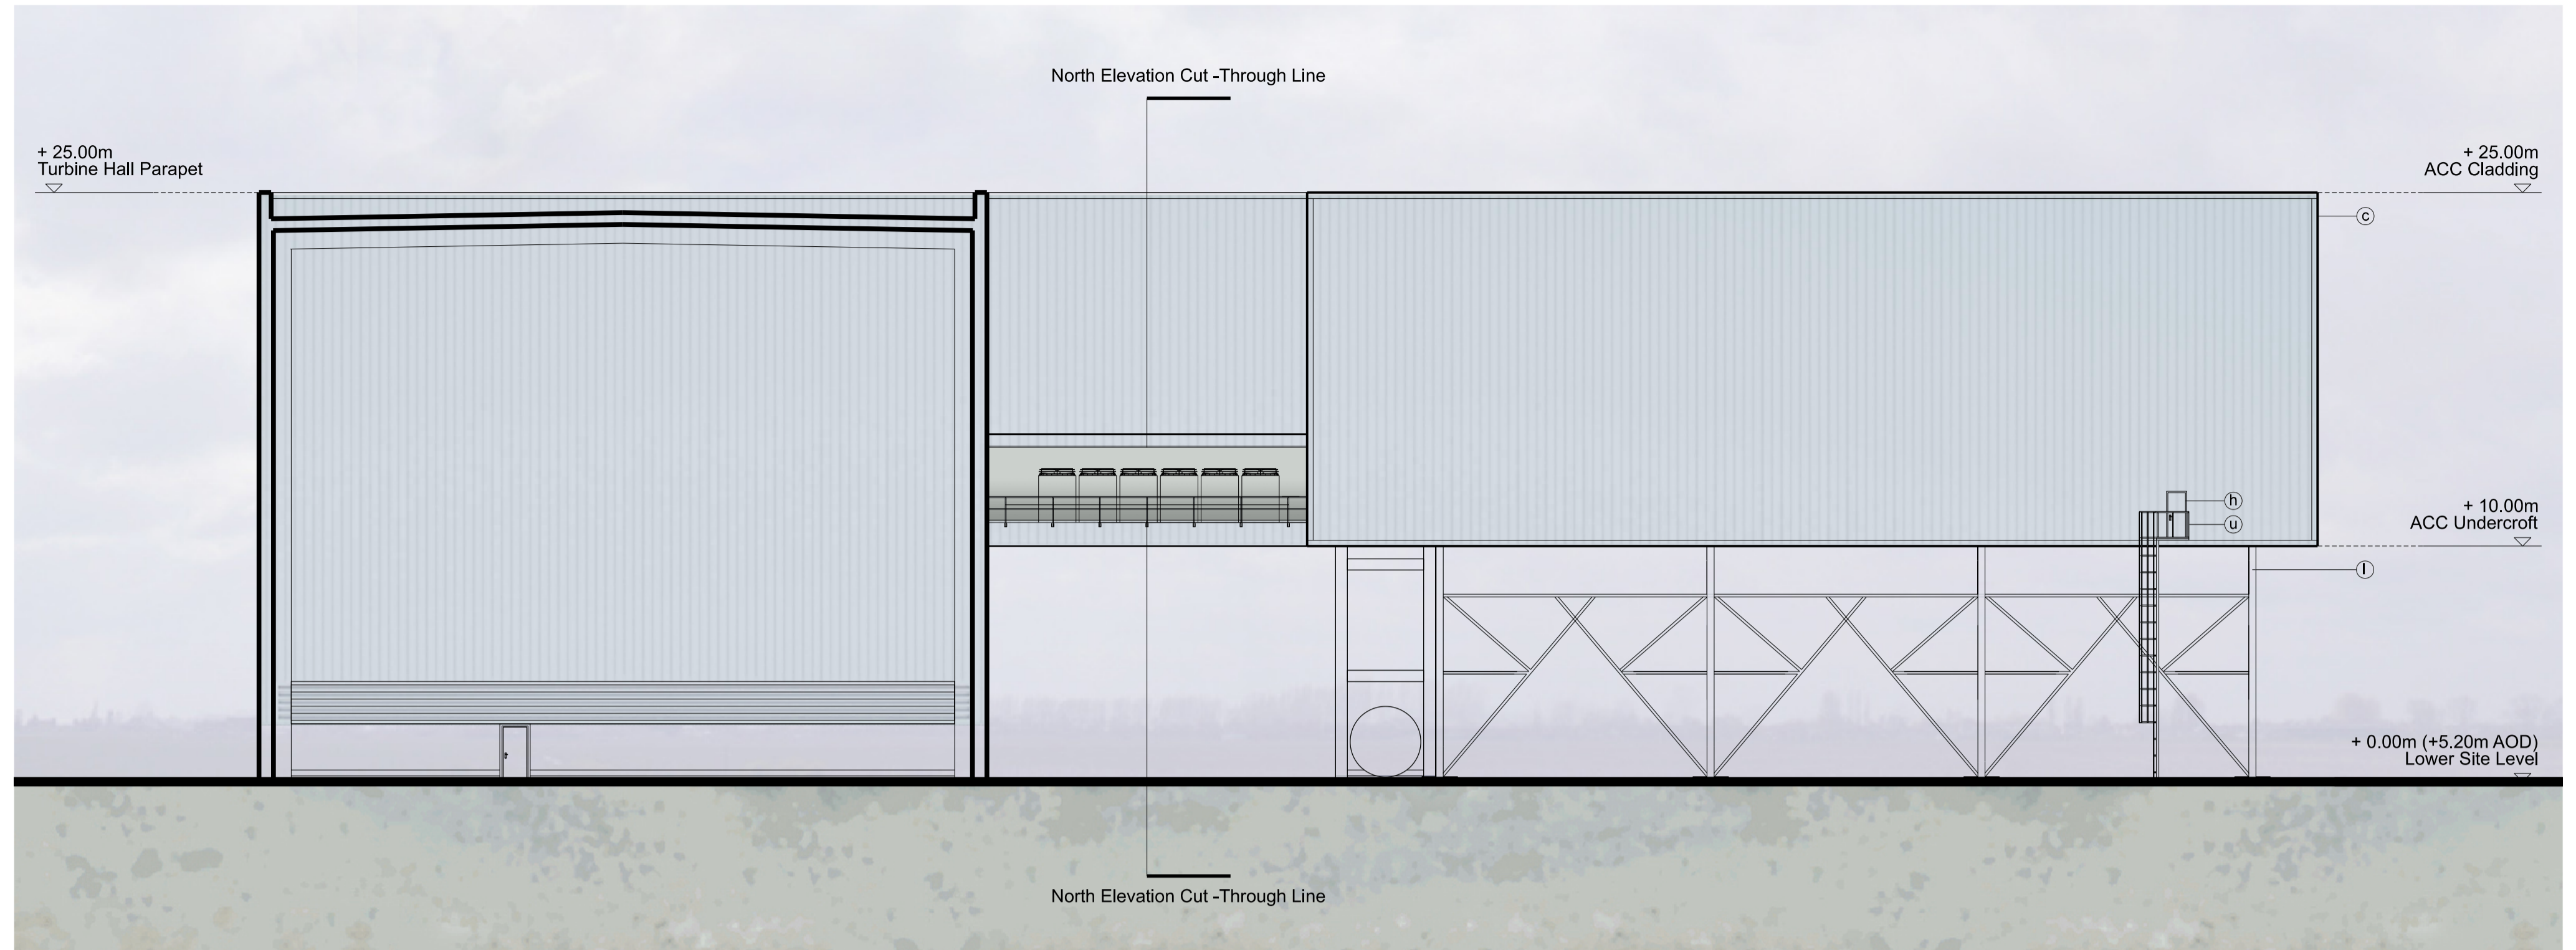 North Elevation Cut -Through Line
+ 25.00m
Turbine Hall Parapet
+ 25.00m
ACC Cladding
c
h
u
+ 10.00m
ACC Undercroft
l
+ 0.00m (+5.20m AOD)
Lower Site Level
North Elevation Cut -Through Line